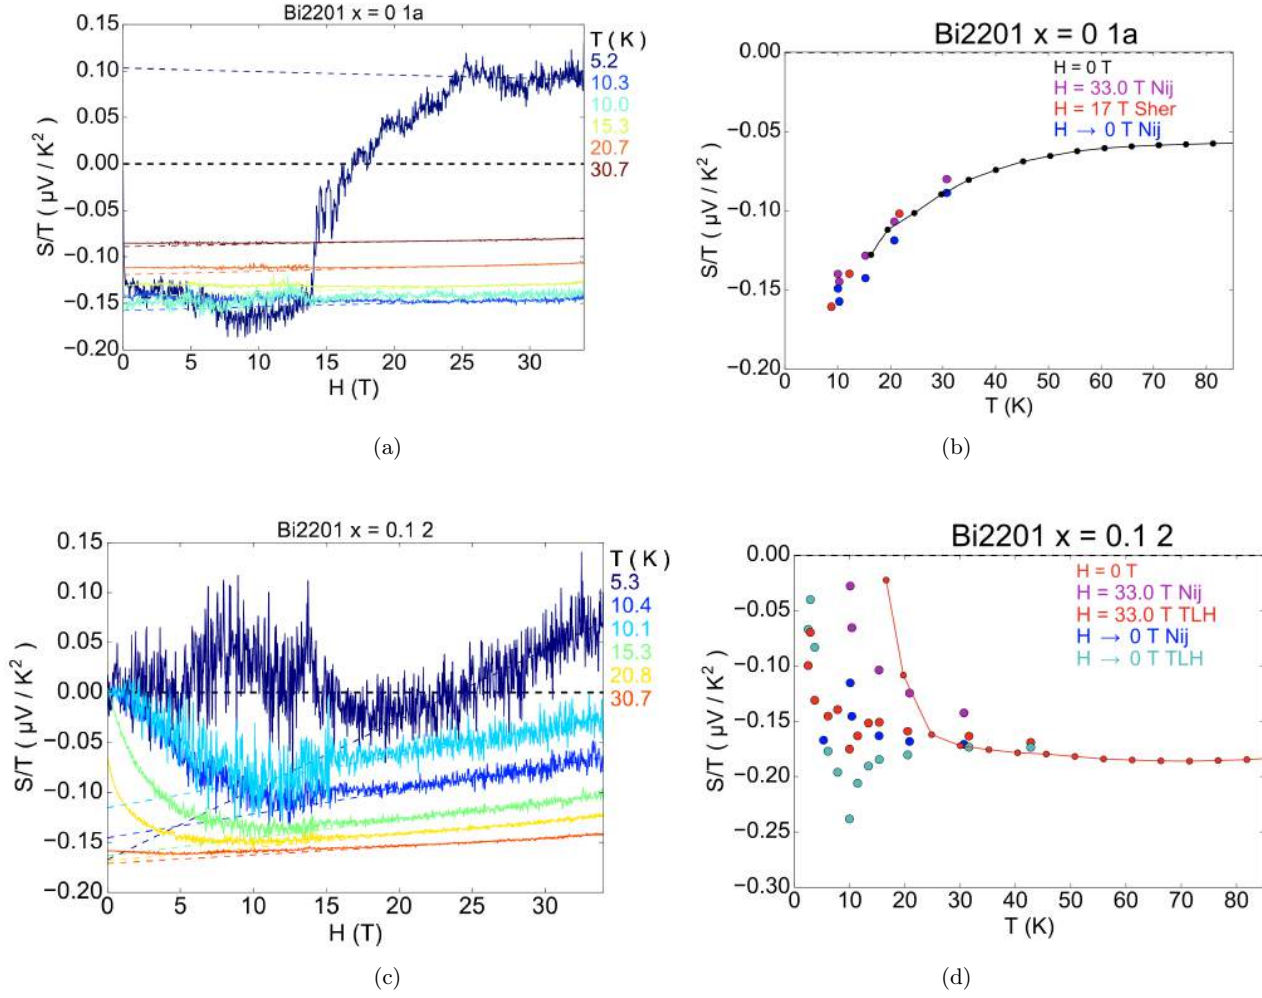 Bi2201 x = 0 1a
S/T ( μV / K²)
0.15
0.10
0.05
0.00
−0.05
−0.10
−0.15
−0.20
0 5 10 15 20 25 30
H (T)
T ( K )
5.2
10.3
10.0
15.3
20.7
30.7
(a)
Bi2201 x = 0 1a
S/T ( μV / K²)
0.00
−0.05
−0.10
−0.15
−0.20
H = 0 T
H = 33.0 T Nij
H = 17 T Sher
H → 0 T Nij
0 10 20 30 40 50 60 70 80
T (K)
(b)
Bi2201 x = 0.1 2
S/T ( μV / K²)
0.15
0.10
0.05
0.00
−0.05
−0.10
−0.15
−0.20
0 5 10 15 20 25 30
H (T)
T ( K )
5.3
10.4
10.1
15.3
20.8
30.7
(c)
Bi2201 x = 0.1 2
S/T ( μV / K²)
0.00
−0.05
−0.10
−0.15
−0.20
−0.25
−0.30
H = 0 T
H = 33.0 T Nij
H = 33.0 T TLH
H → 0 T Nij
H → 0 T TLH
0 10 20 30 40 50 60 70 80
T (K)
(d)